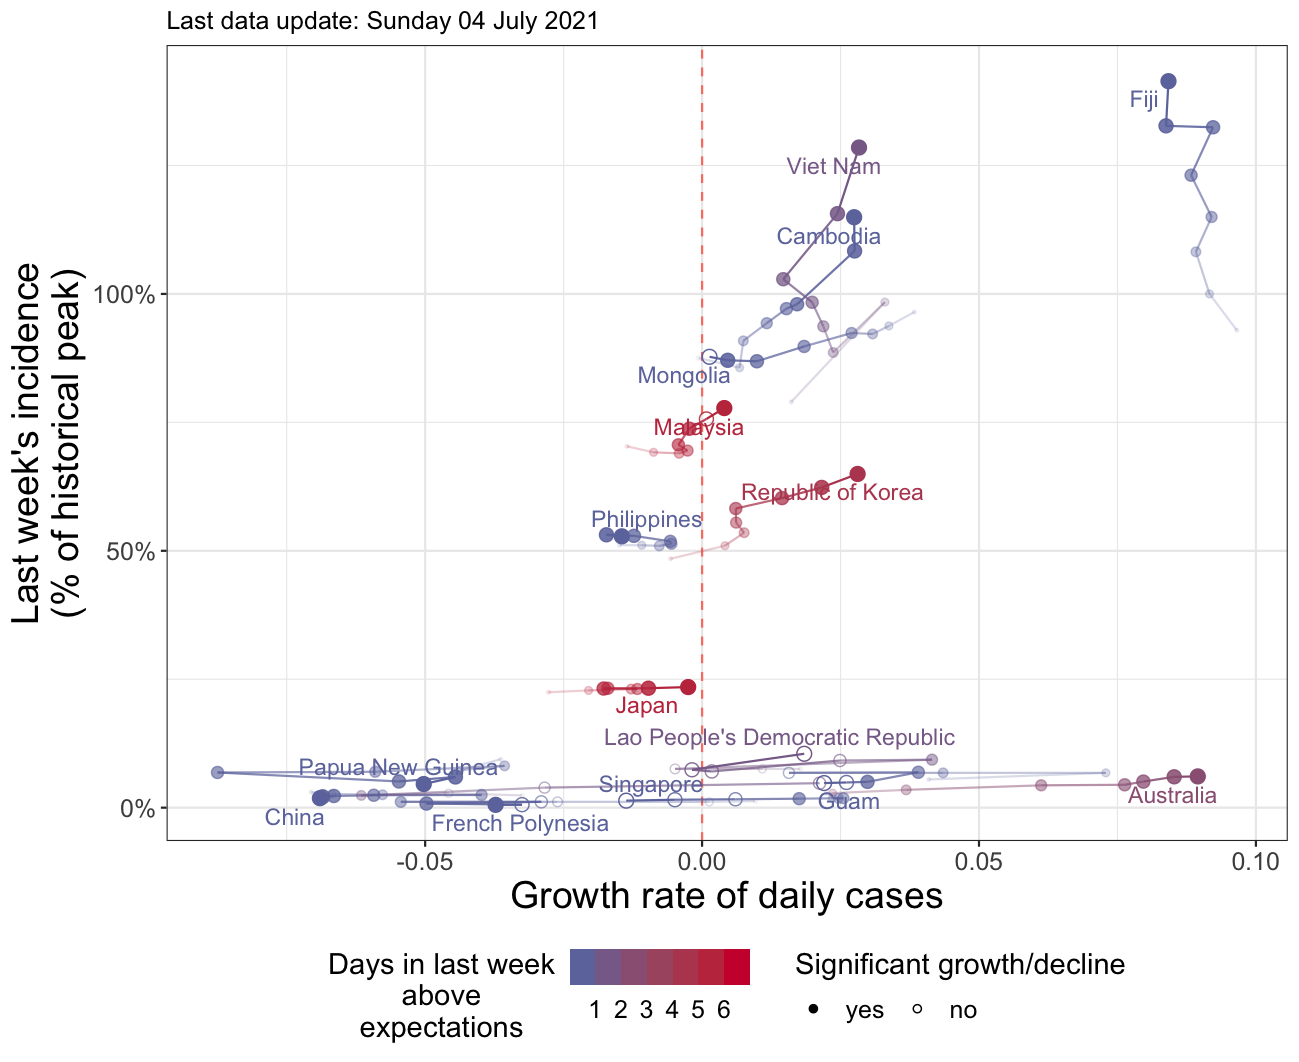 Last data update: Sunday 04 July 2021
Last week's incidence
(% of historical peak)
100%
50%
0%
Fiji
Viet Nam
Cambodia
Mongolia
Malaysia
Republic of Korea
Philippines
Japan
Lao People's Democratic Republic
Papua New Guinea
Singapore
Guam
Australia
China
French Polynesia
-0.05 0.00 0.05 0.10
Growth rate of daily cases
Days in last week
above
expectations
1 2 3 4 5 6
Significant growth/decline
yes no